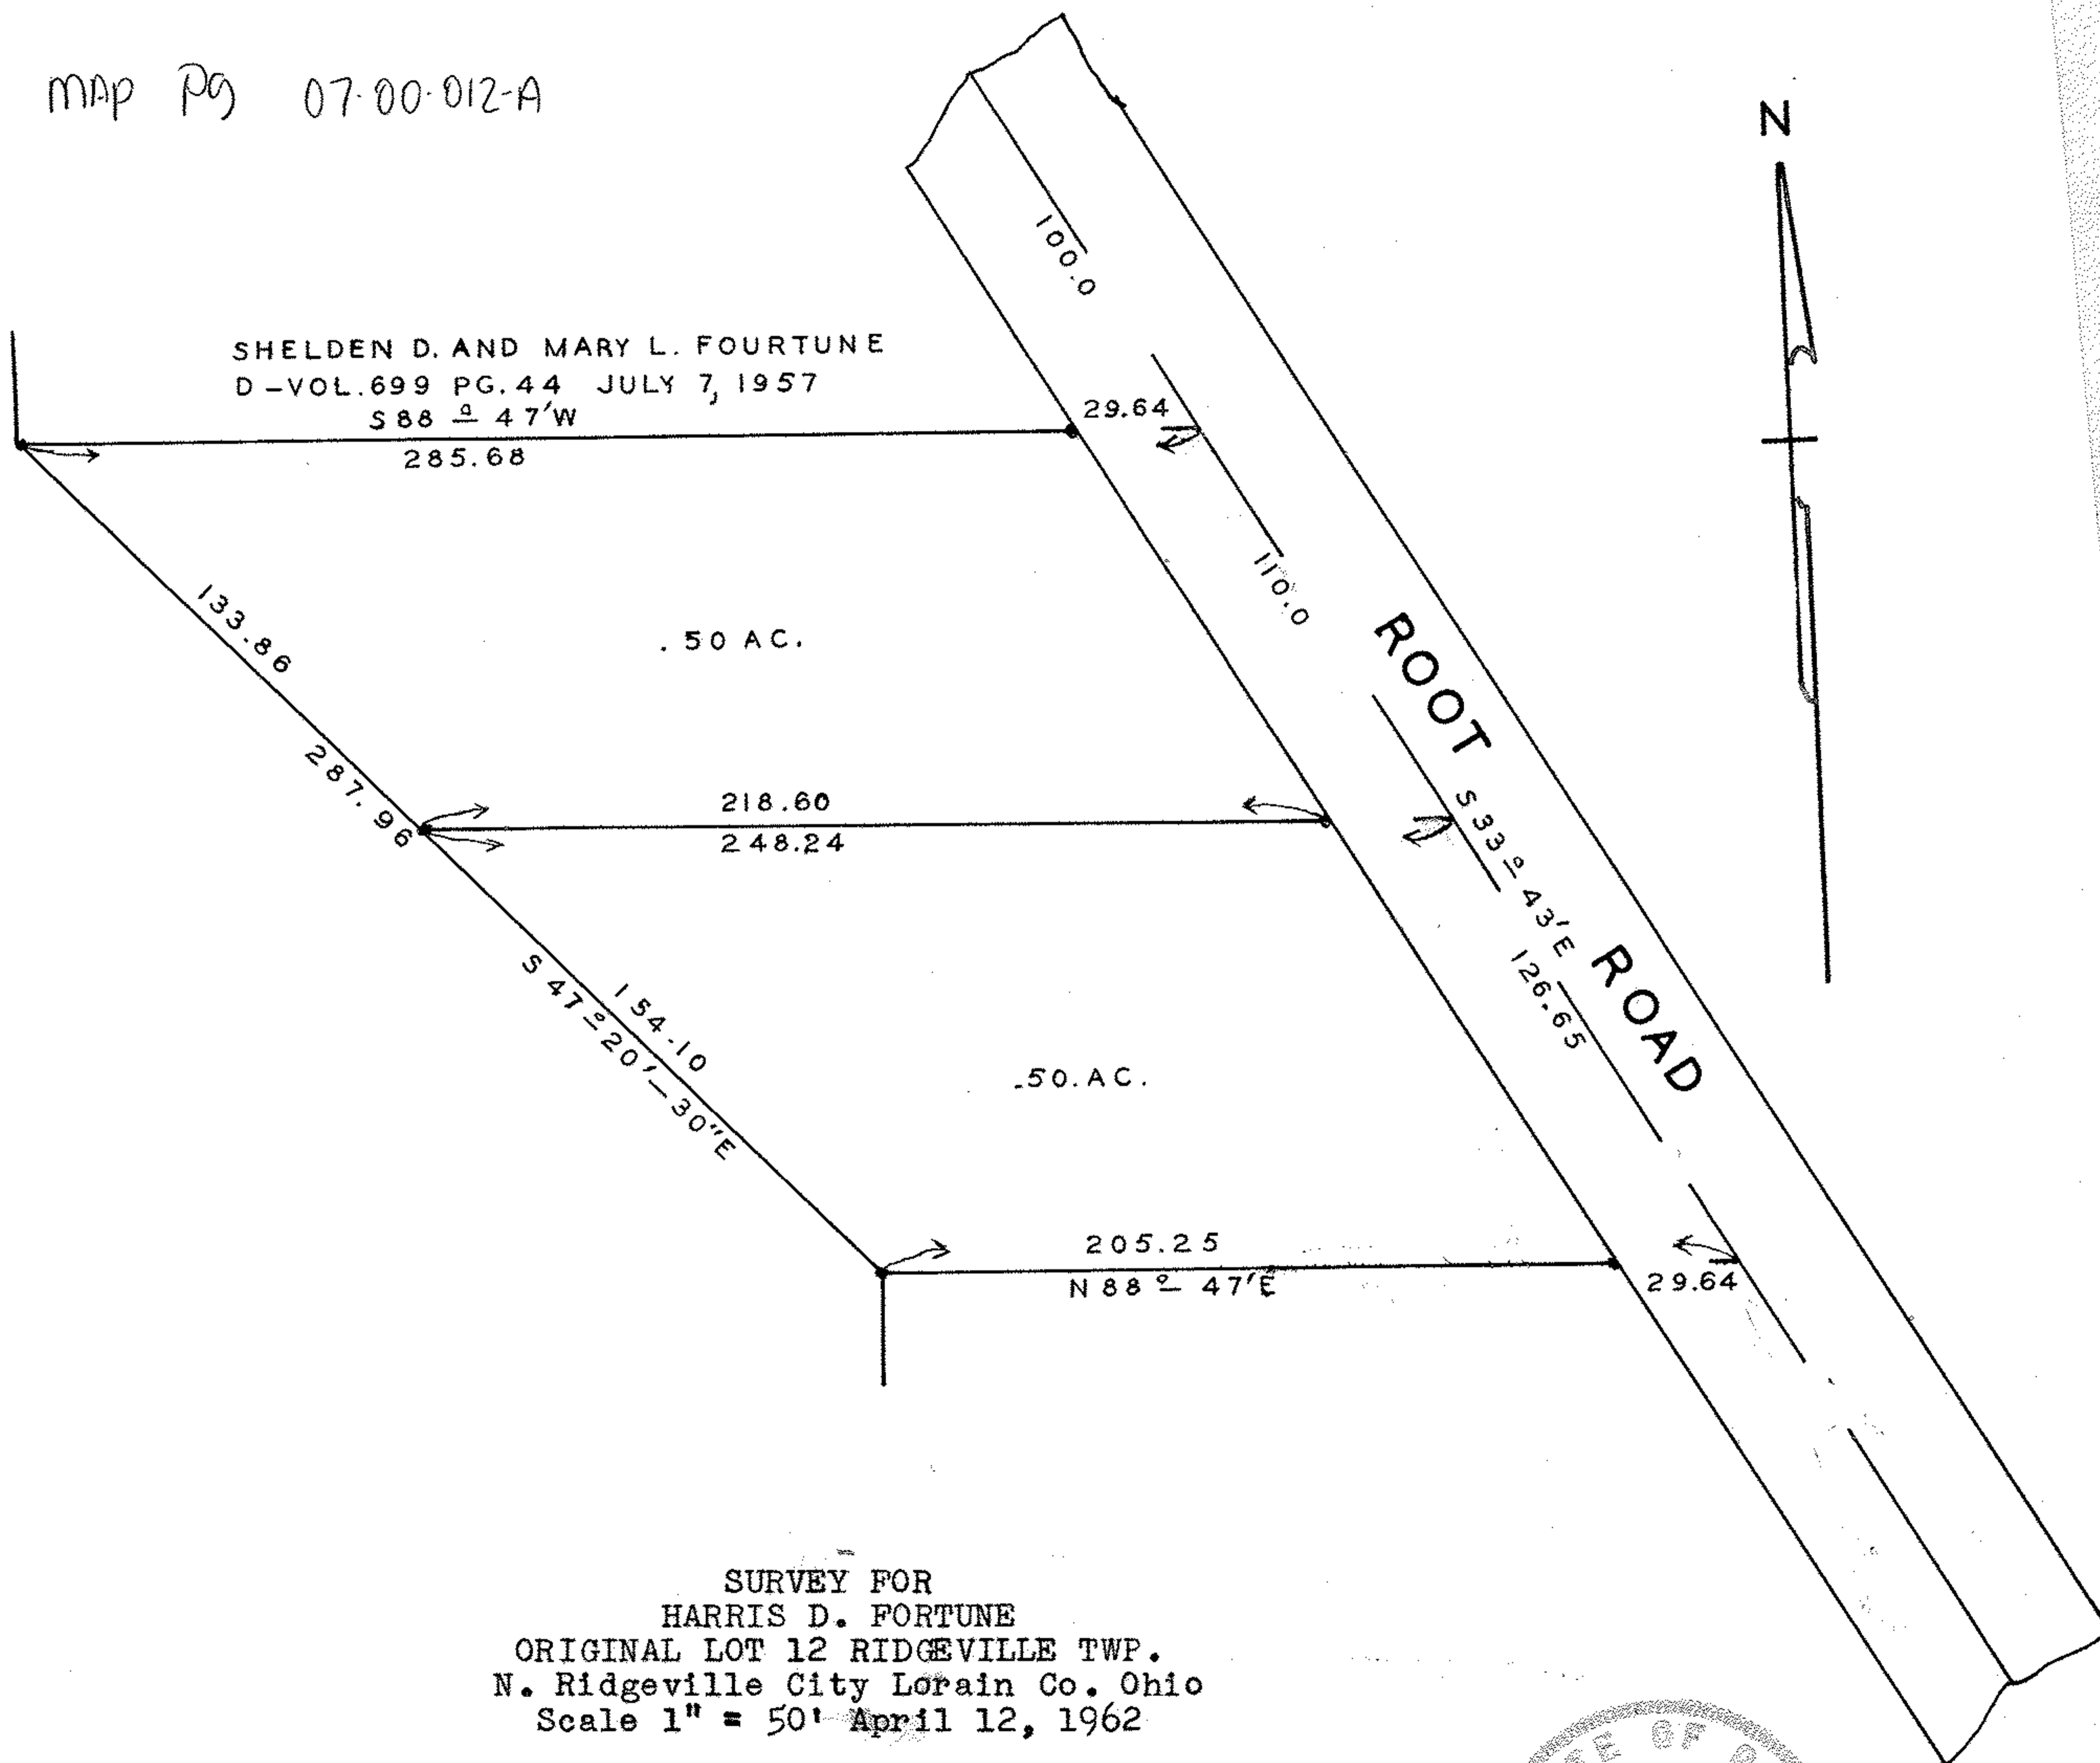 MAP Pg 07-00-012-A
N
100.0
SHELDEN D. AND MARY L. FOURTUNE
D-VOL.699 PG.44 JULY 7, 1957
S 88 º 47'W
285.68
29.64
110.0
133.86
.50 AC.
ROOT ROAD
287.96
218.60
248.24
S 33 º 43'E
126.65
154.10
S 47 º 20'-30"E
.50.AC.
205.25
N 88 º 47'E
29.64
SURVEY FOR
HARRIS D. FORTUNE
ORIGINAL LOT 12 RIDGEVILLE TWP.
N. Ridgeville City Lorain Co. Ohio
Scale 1" = 50' April 12, 1962
OF